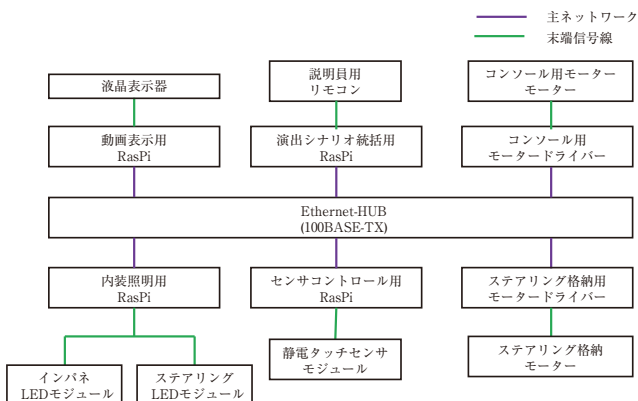 主ネットワーク
末端信号線
液晶表示器
説明員用
リモコン
コンソール用モーター
モーター
動画表示用
RasPi
演出シナリオ統括用
RasPi
コンソール用
モータードライバー
Ethernet-HUB
(100BASE-TX)
内装照明用
RasPi
センサコントロール用
RasPi
ステアリング格納用
モータードライバー
インパネ
LEDモジュール
ステアリング
LEDモジュール
静電タッチセンサ
モジュール
ステアリング格納
モーター